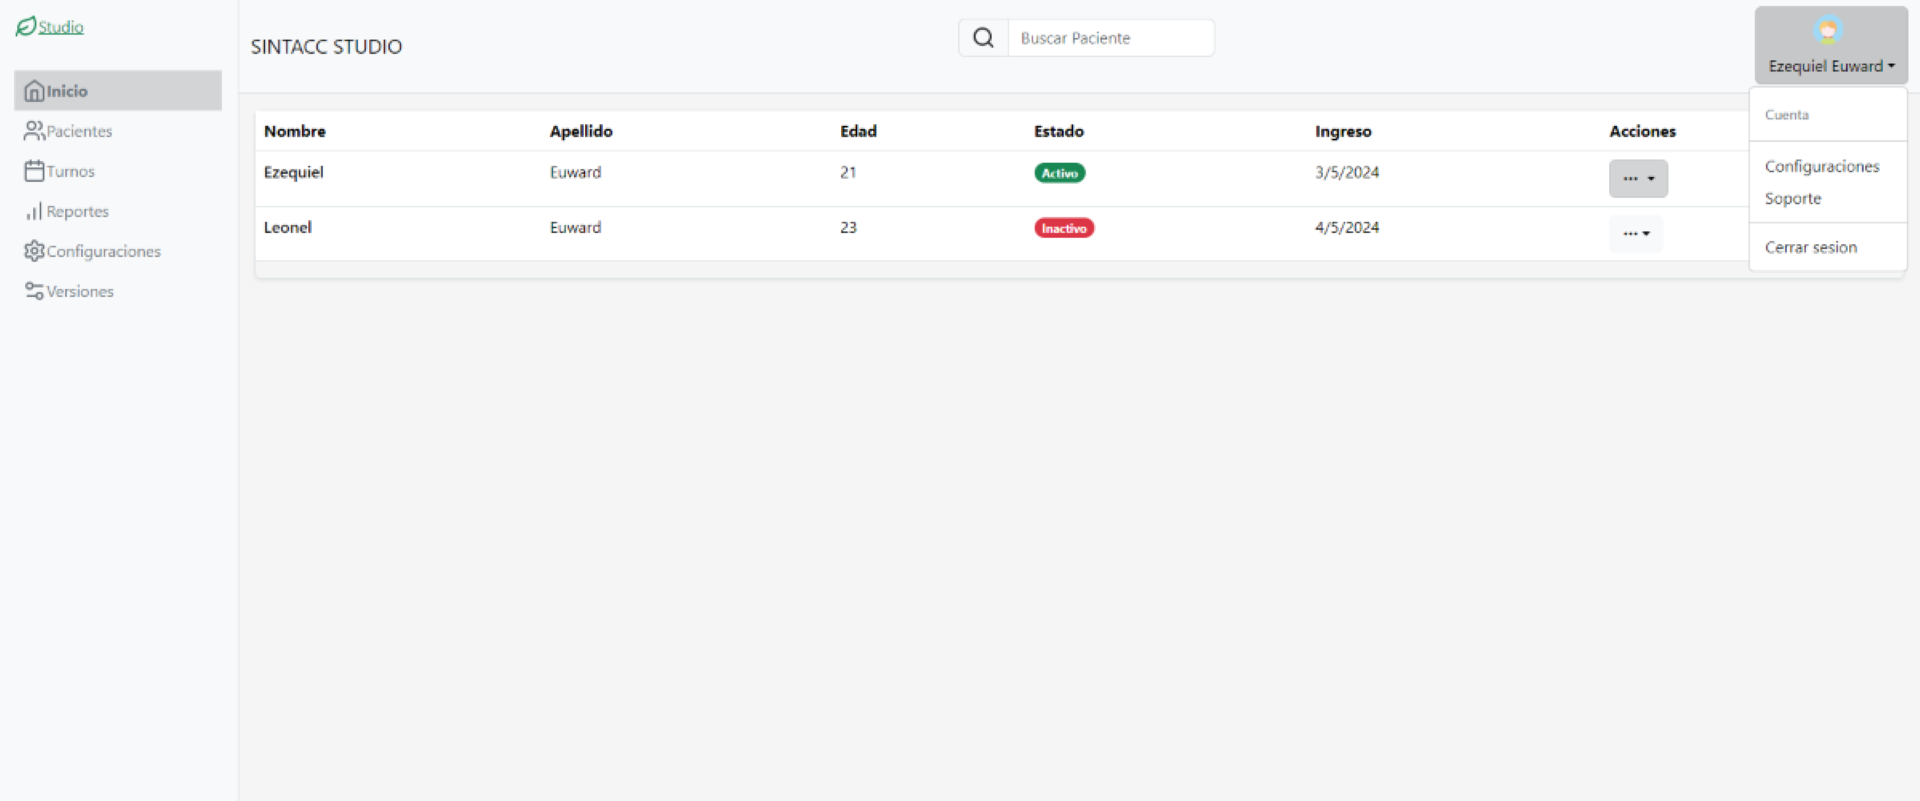 Studio
Inicio
Pacientes
Turnos
Reportes
Configuraciones
Versiones
SINTACC STUDIO
Buscar Paciente
Ezequiel Euward
Cuenta
Configuraciones
Soporte
Cerrar sesion
Nombre Apellido Edad Estado Ingreso Acciones
Ezequiel Euward 21 Activo 3/5/2024 ...
Leonel Euward 23 Inactivo 4/5/2024 ...